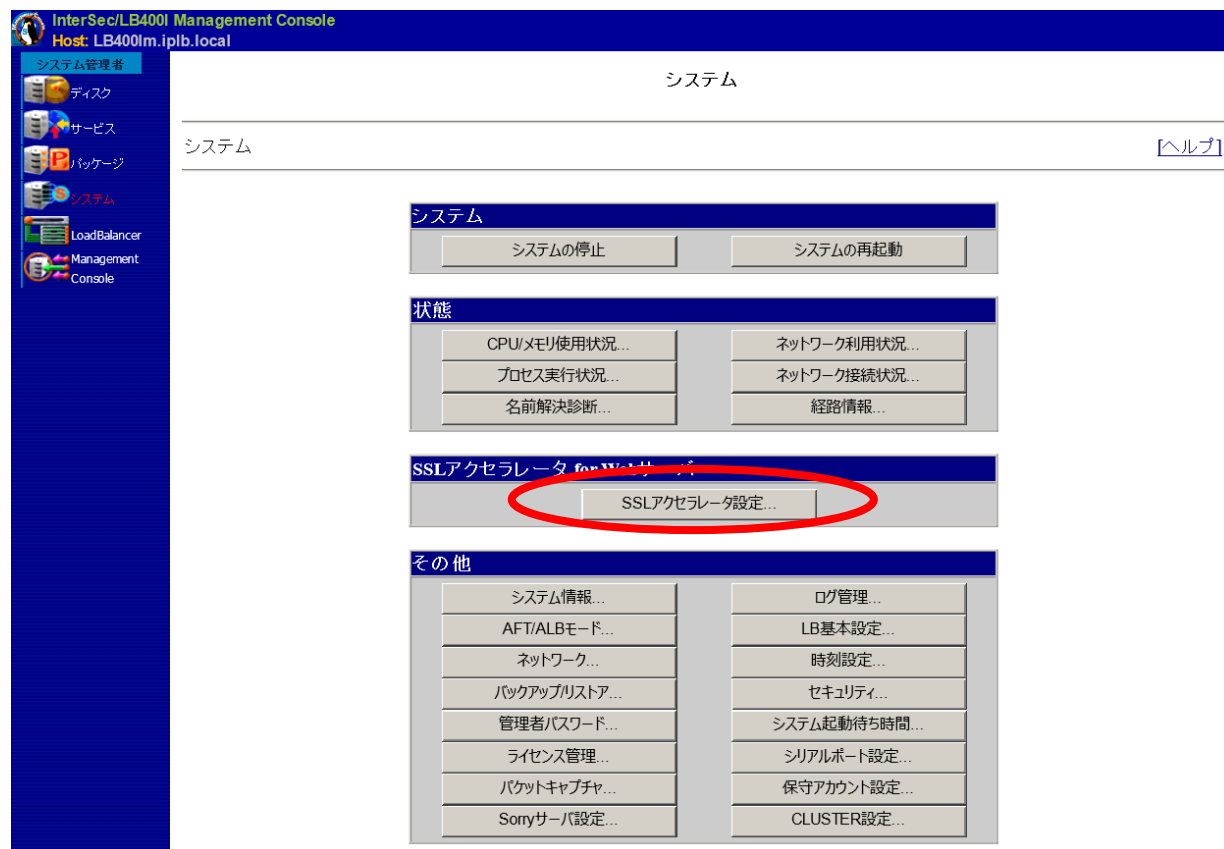 InterSec/LB400I Management Console
Host: LB400lm.iplb.local
システム管理者
ディスク
サービス
パッケージ
システム
LoadBalancer
Management
Console
システム
システム [ヘルプ]
システム
システムの停止 システムの再起動
状態
CPU/メモリ使用状況... ネットワーク利用状況...
プロセス実行状況... ネットワーク接続状況...
名前解決診断... 経路情報...
SSLアクセラレータ for Webサーバ
SSLアクセラレータ設定...
その他
システム情報... ログ管理...
AFT/ALBモード... LB基本設定...
ネットワーク... 時刻設定...
バックアップ/リストア... セキュリティ...
管理者パスワード... システム起動待ち時間...
ライセンス管理... シリアルポート設定...
パケットキャプチャ... 保守アカウント設定...
Sorryサーバ設定... CLUSTER設定...